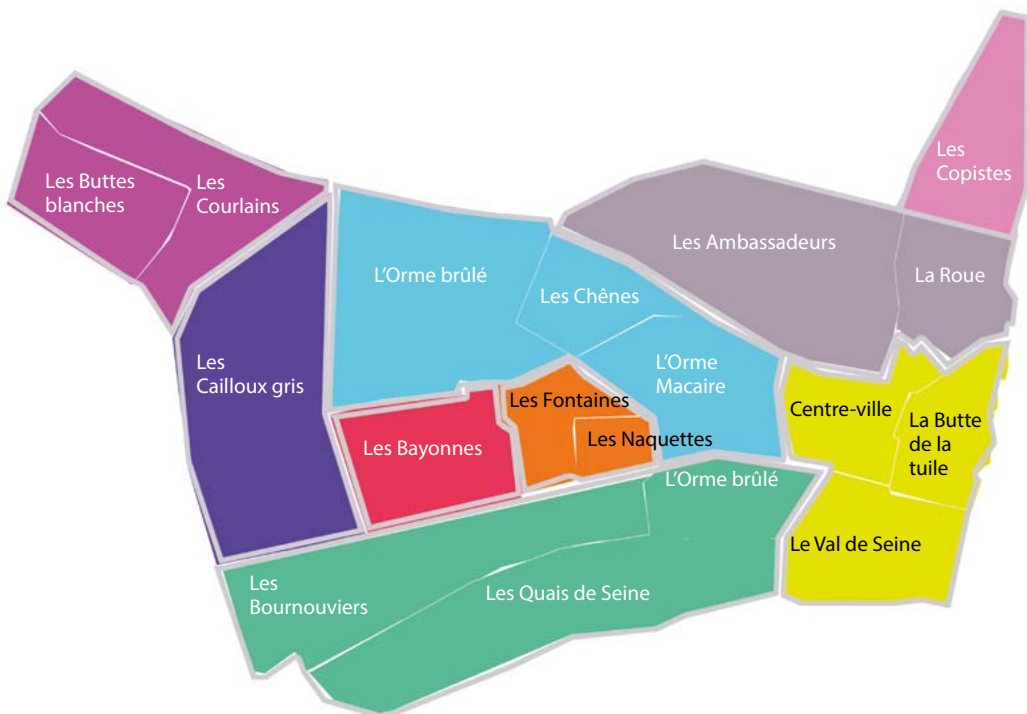 Les
Copistes
Les Buttes
blanches
Les
Courlains
Les Ambassadeurs
La Roue
L'Orme brûlé
Les Chênes
Les
Cailloux gris
L'Orme
Macaire
Les Fontaines
Centre-ville
La Butte
de la
tuile
Les Bayonnes
Les Naquettes
L'Orme brûlé
Le Val de Seine
Les
Bournouviers
Les Quais de Seine